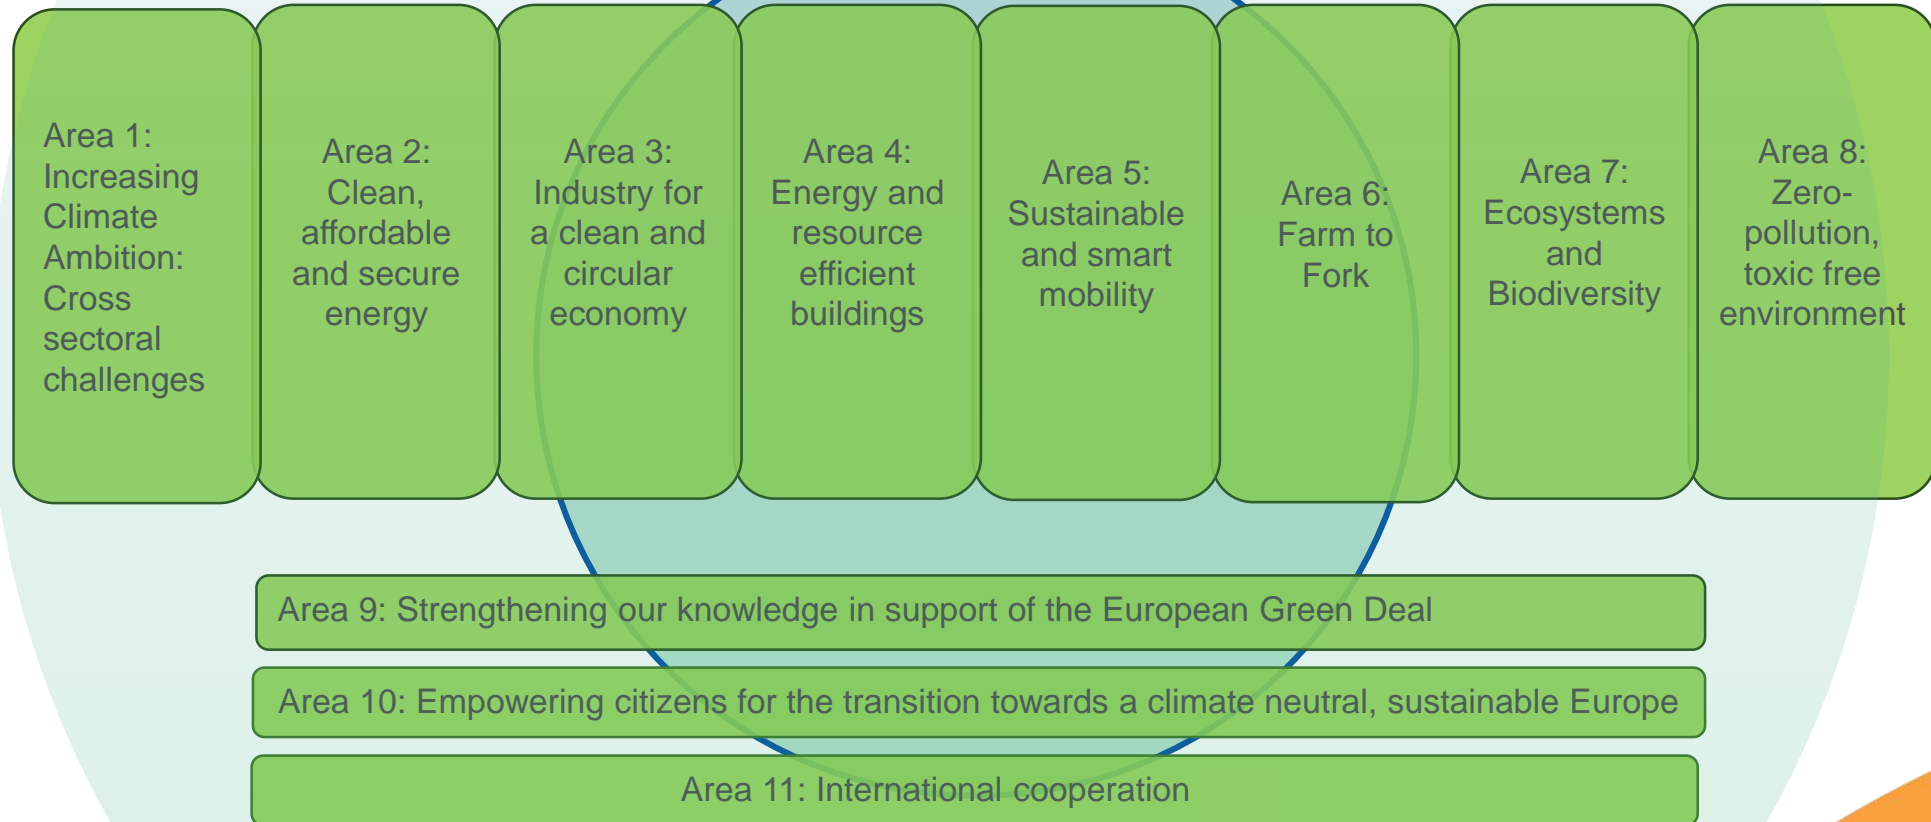 Area 1:
Increasing
Climate
Ambition:
Cross
sectoral
challenges
Area 2:
Clean,
affordable
and secure
energy
Area 3:
Industry for
a clean and
circular
economy
Area 4:
Energy and
resource
efficient
buildings
Area 5:
Sustainable
and smart
mobility
Area 6:
Farm to
Fork
Area 7:
Ecosystems
and
Biodiversity
Area 8:
Zero-
pollution,
toxic free
environment
Area 9: Strengthening our knowledge in support of the European Green Deal
Area 10: Empowering citizens for the transition towards a climate neutral, sustainable Europe
Area 11: International cooperation